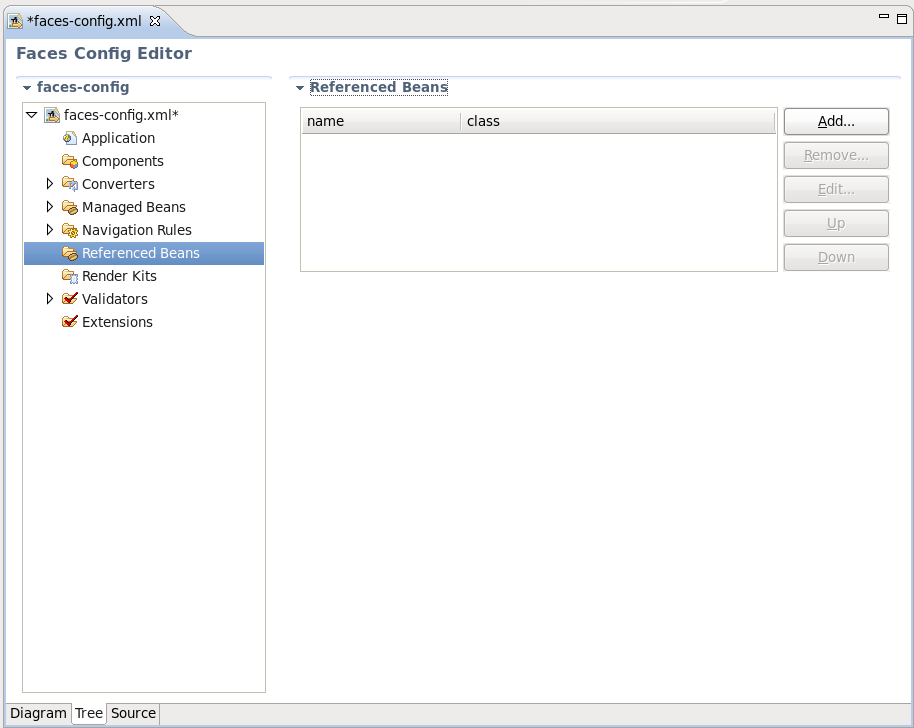 *faces-config.xml
Faces Config Editor
faces-config
faces-config.xml*
Application
Components
Converters
Managed Beans
Navigation Rules
Referenced Beans
Render Kits
Validators
Extensions
Referenced Beans
name class
Add...
Remove...
Edit...
Up
Down
Diagram Tree Source